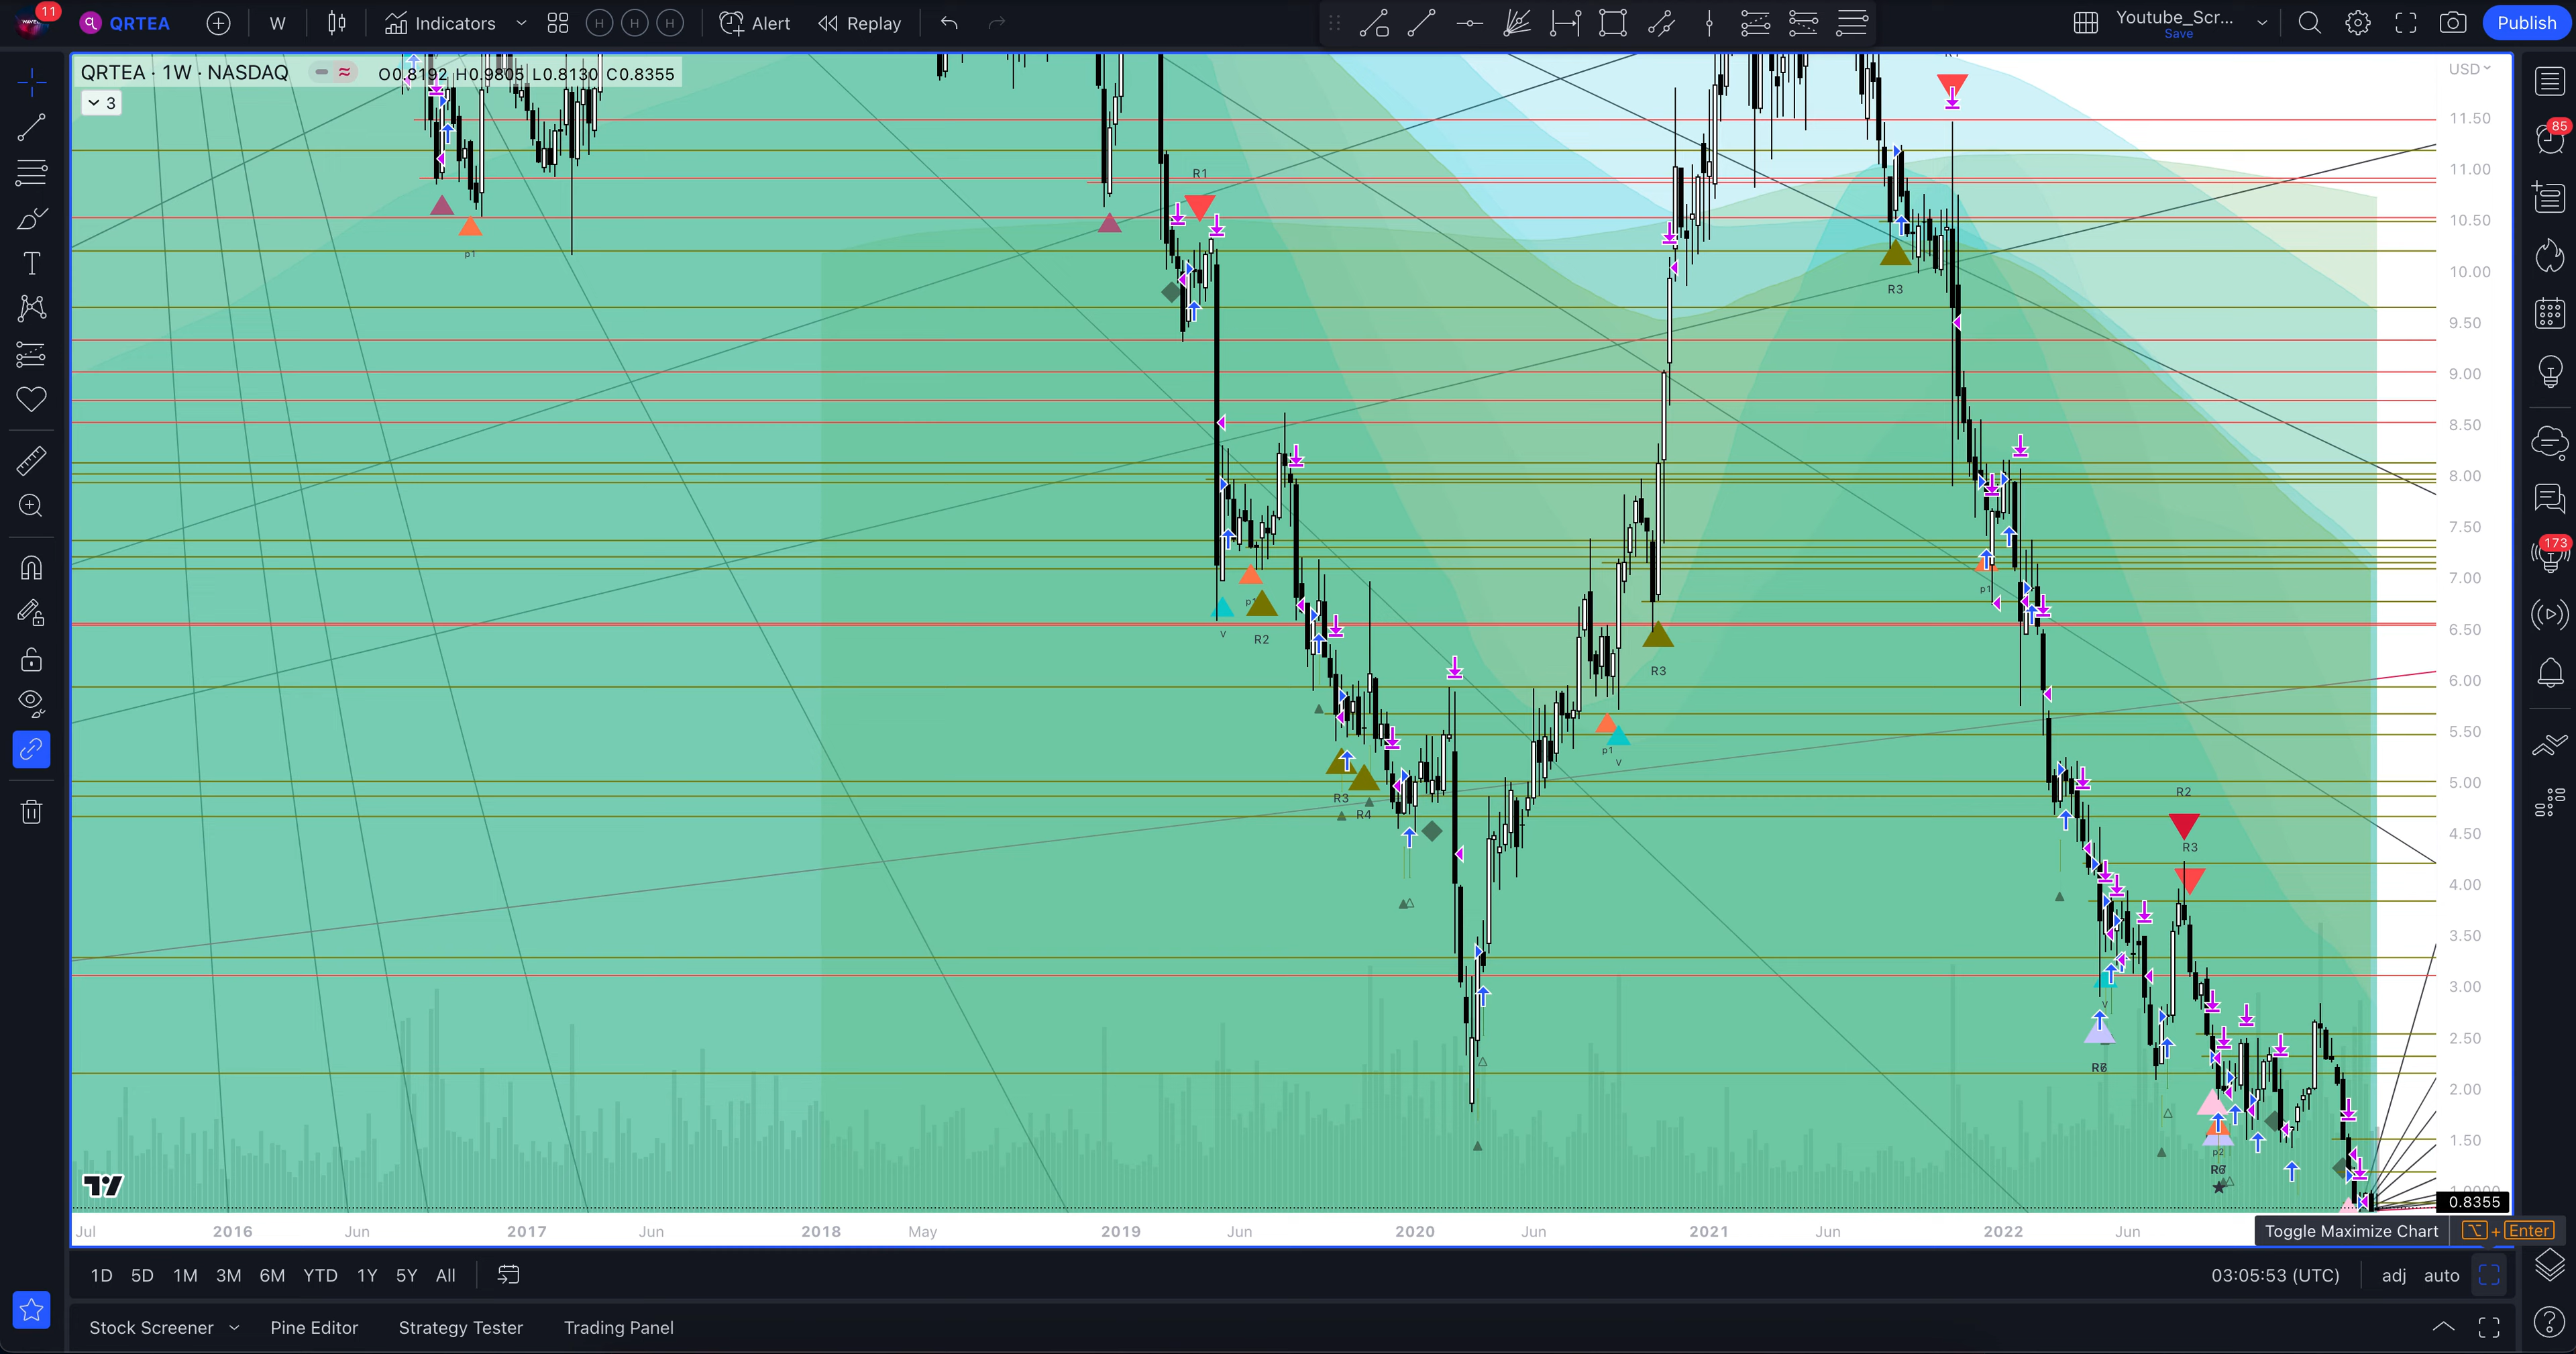 11
QRTEA
W
Indicators
Alert
Replay
Youtube_Scr...
Save
Publish
QRTEA · 1W · NASDAQ
O0.8192 H0.9805 L0.8130 C0.8355
3
USD
11.50
11.00
10.50
10.00
9.50
9.00
8.50
8.00
7.50
7.00
6.50
6.00
5.50
5.00
4.50
4.00
3.50
3.00
2.50
2.00
1.50
0.8355
p1
R1
V
R2
R3
R4
p1
V
R3
R3
p1
R2
R3
V
p2
85
173
Jul
2016
Jun
2017
Jun
2018
May
2019
Jun
2020
Jun
2021
Jun
2022
Jun
Toggle Maximize Chart
⌥ + Enter
1D
5D
1M
3M
6M
YTD
1Y
5Y
All
03:05:53 (UTC)
adj
auto
Stock Screener
Pine Editor
Strategy Tester
Trading Panel